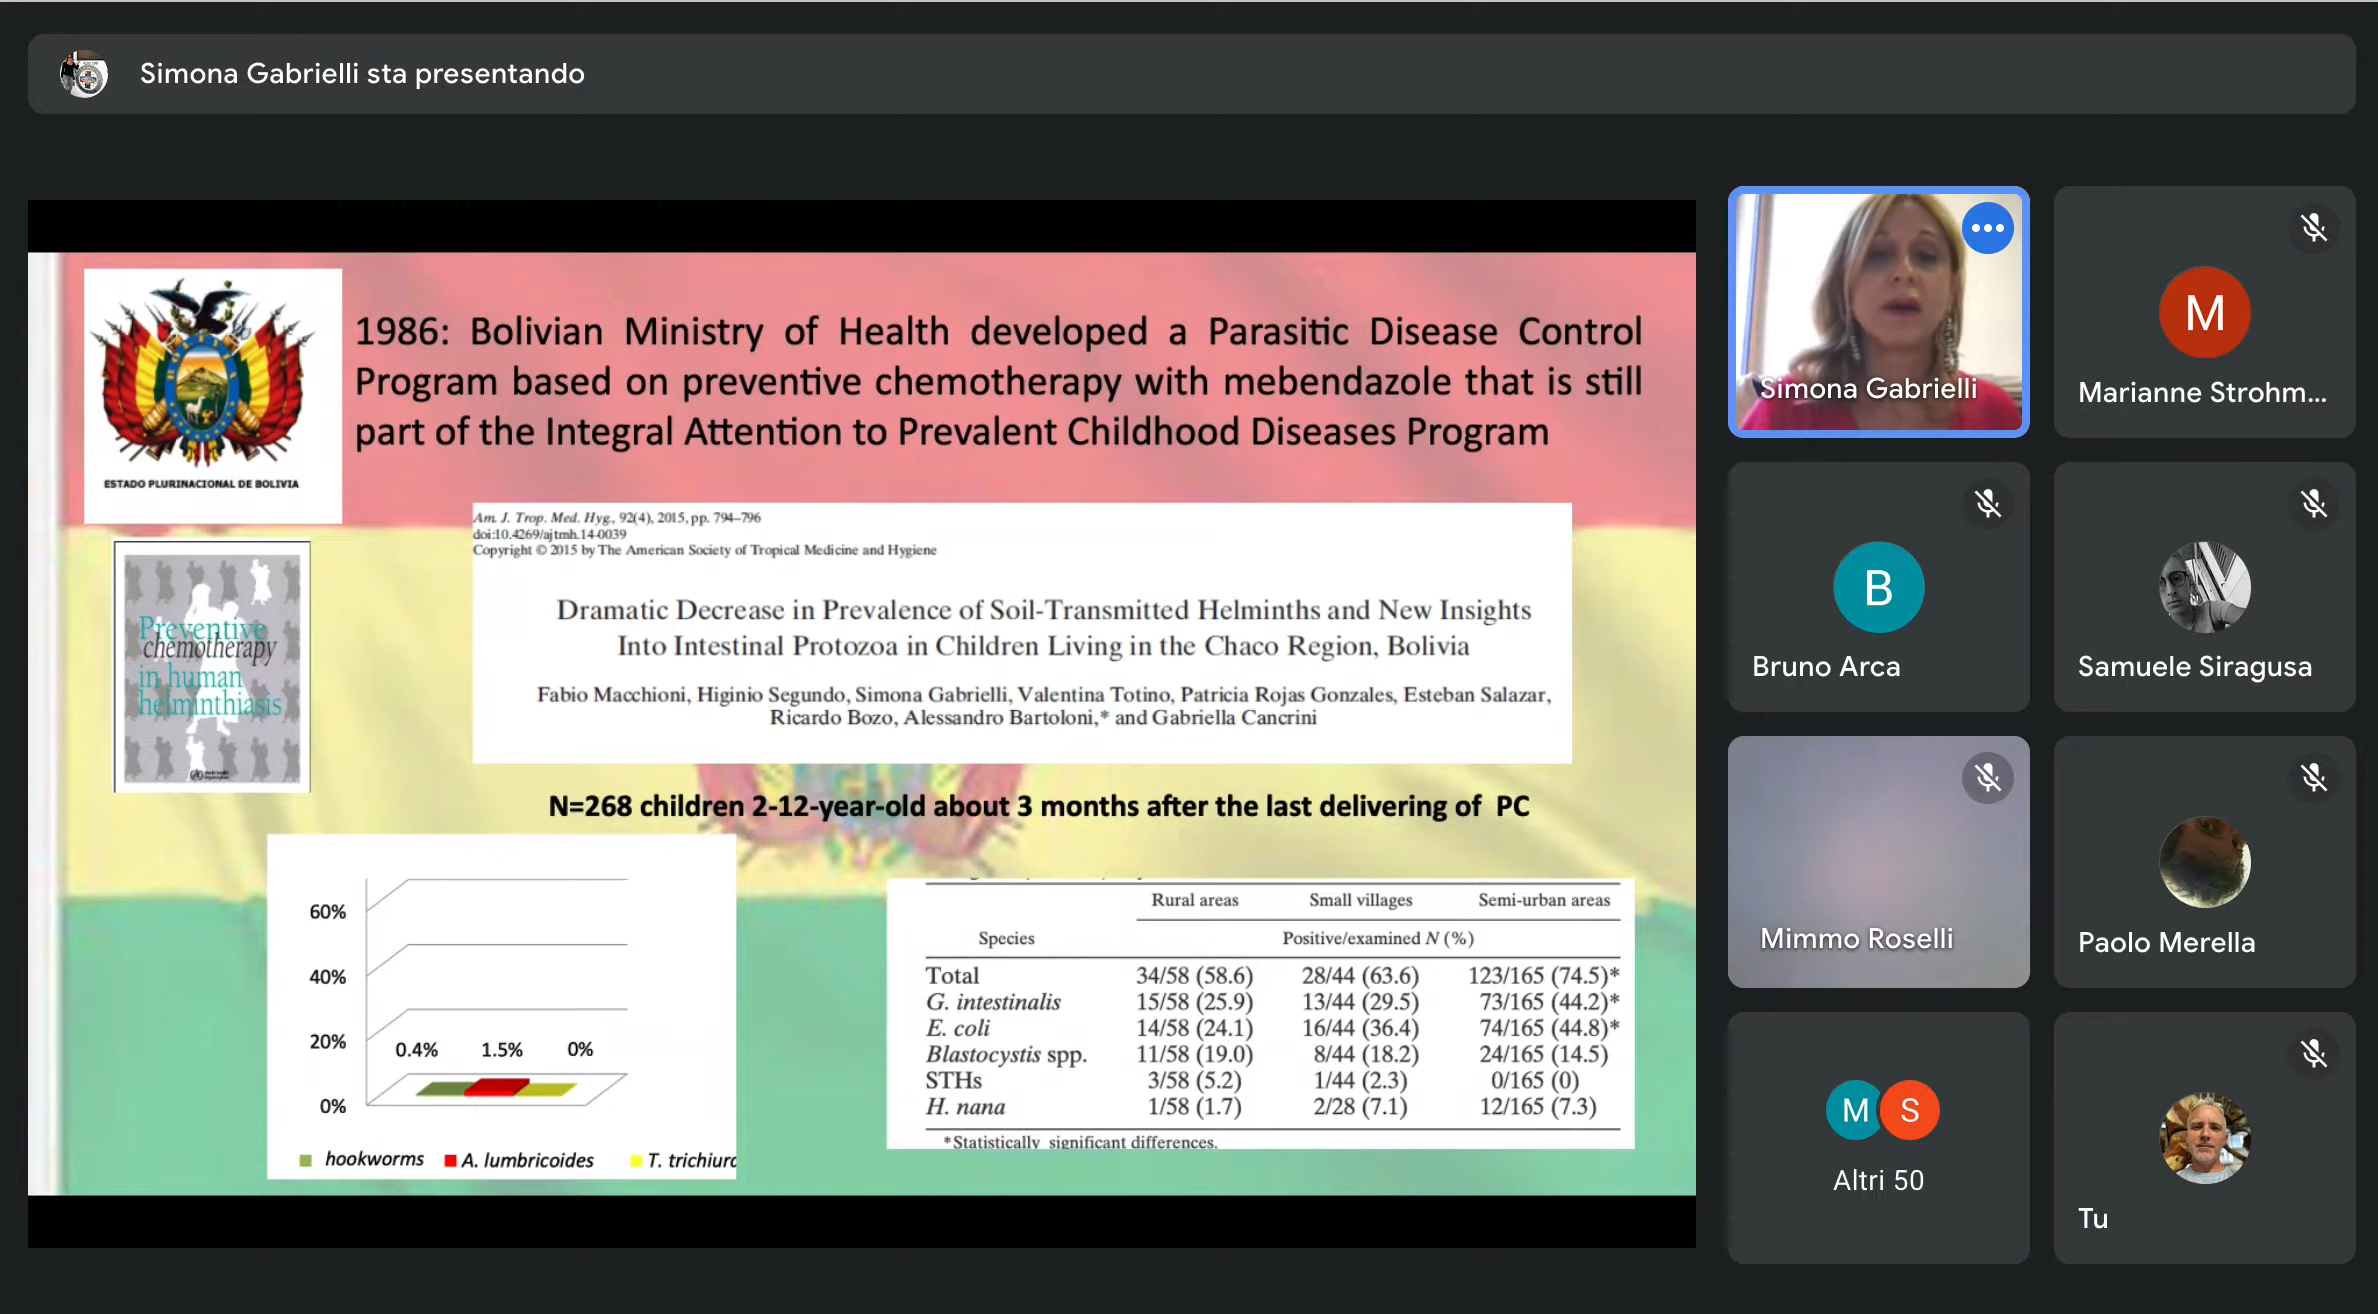 Simona Gabrielli sta presentando
1986: Bolivian Ministry of Health developed a Parasitic Disease Control
Program based on preventive chemotherapy with mebendazole that is still
part of the Integral Attention to Prevalent Childhood Diseases Program
ESTADO PLURINACIONAL DE BOLIVIA
Am. J. Trop. Med. Hyg., 92(4), 2015, pp. 794–796
doi:10.4269/ajtmh.14-0039
Copyright © 2015 by The American Society of Tropical Medicine and Hygiene
Dramatic Decrease in Prevalence of Soil-Transmitted Helminths and New Insights
Into Intestinal Protozoa in Children Living in the Chaco Region, Bolivia
Fabio Macchioni, Higinio Segundo, Simona Gabrielli, Valentina Totino, Patricia Rojas Gonzales, Esteban Salazar,
Ricardo Bozo, Alessandro Bartoloni,* and Gabriella Cancrini
Preventive
chemotherapy
in human
helminthiasis
N=268 children 2-12-year-old about 3 months after the last delivering of PC
60%
40%
20%
0%
0.4% 1.5% 0%
hookworms A. lumbricoides T. trichiura
Rural areas Small villages Semi-urban areas
Species Positive/examined N (%)
Total 34/58 (58.6) 28/44 (63.6) 123/165 (74.5)*
G. intestinalis 15/58 (25.9) 13/44 (29.5) 73/165 (44.2)*
E. coli 14/58 (24.1) 16/44 (36.4) 74/165 (44.8)*
Blastocystis spp. 11/58 (19.0) 8/44 (18.2) 24/165 (14.5)
STHs 3/58 (5.2) 1/44 (2.3) 0/165 (0)
H. nana 1/58 (1.7) 2/28 (7.1) 12/165 (7.3)
*Statistically significant differences.
Simona Gabrielli
M
Marianne Strohm...
B
Bruno Arca
Samuele Siragusa
Mimmo Roselli
Paolo Merella
M S
Altri 50
Tu